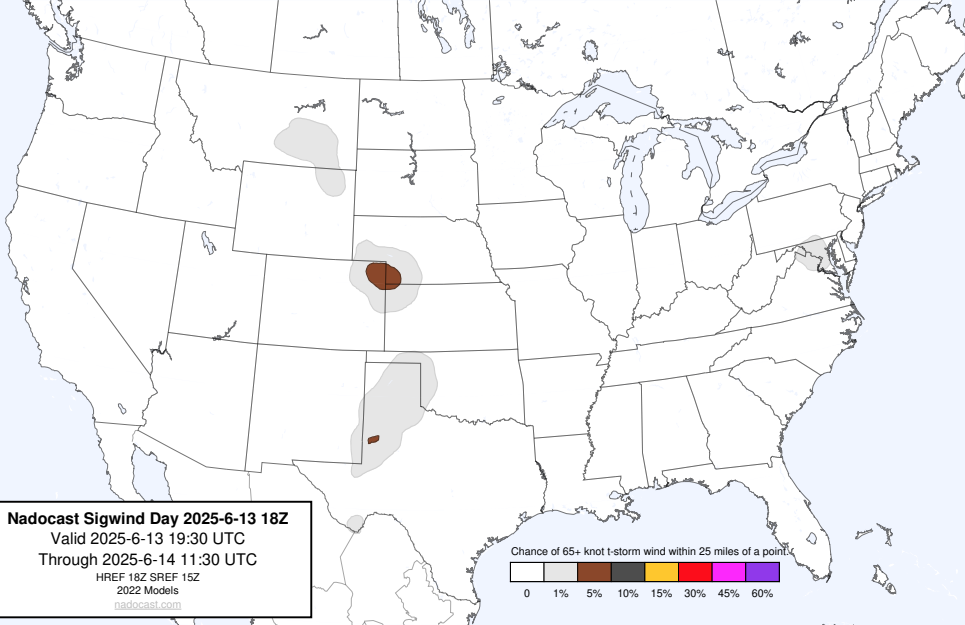 Nadocast Sigwind Day 2025-6-13 18Z
Valid 2025-6-13 19:30 UTC
Through 2025-6-14 11:30 UTC
HREF 18Z SREF 15Z
2022 Models
nadocast.com
Chance of 65+ knot t-storm wind within 25 miles of a point.
0 1% 5% 10% 15% 30% 45% 60%